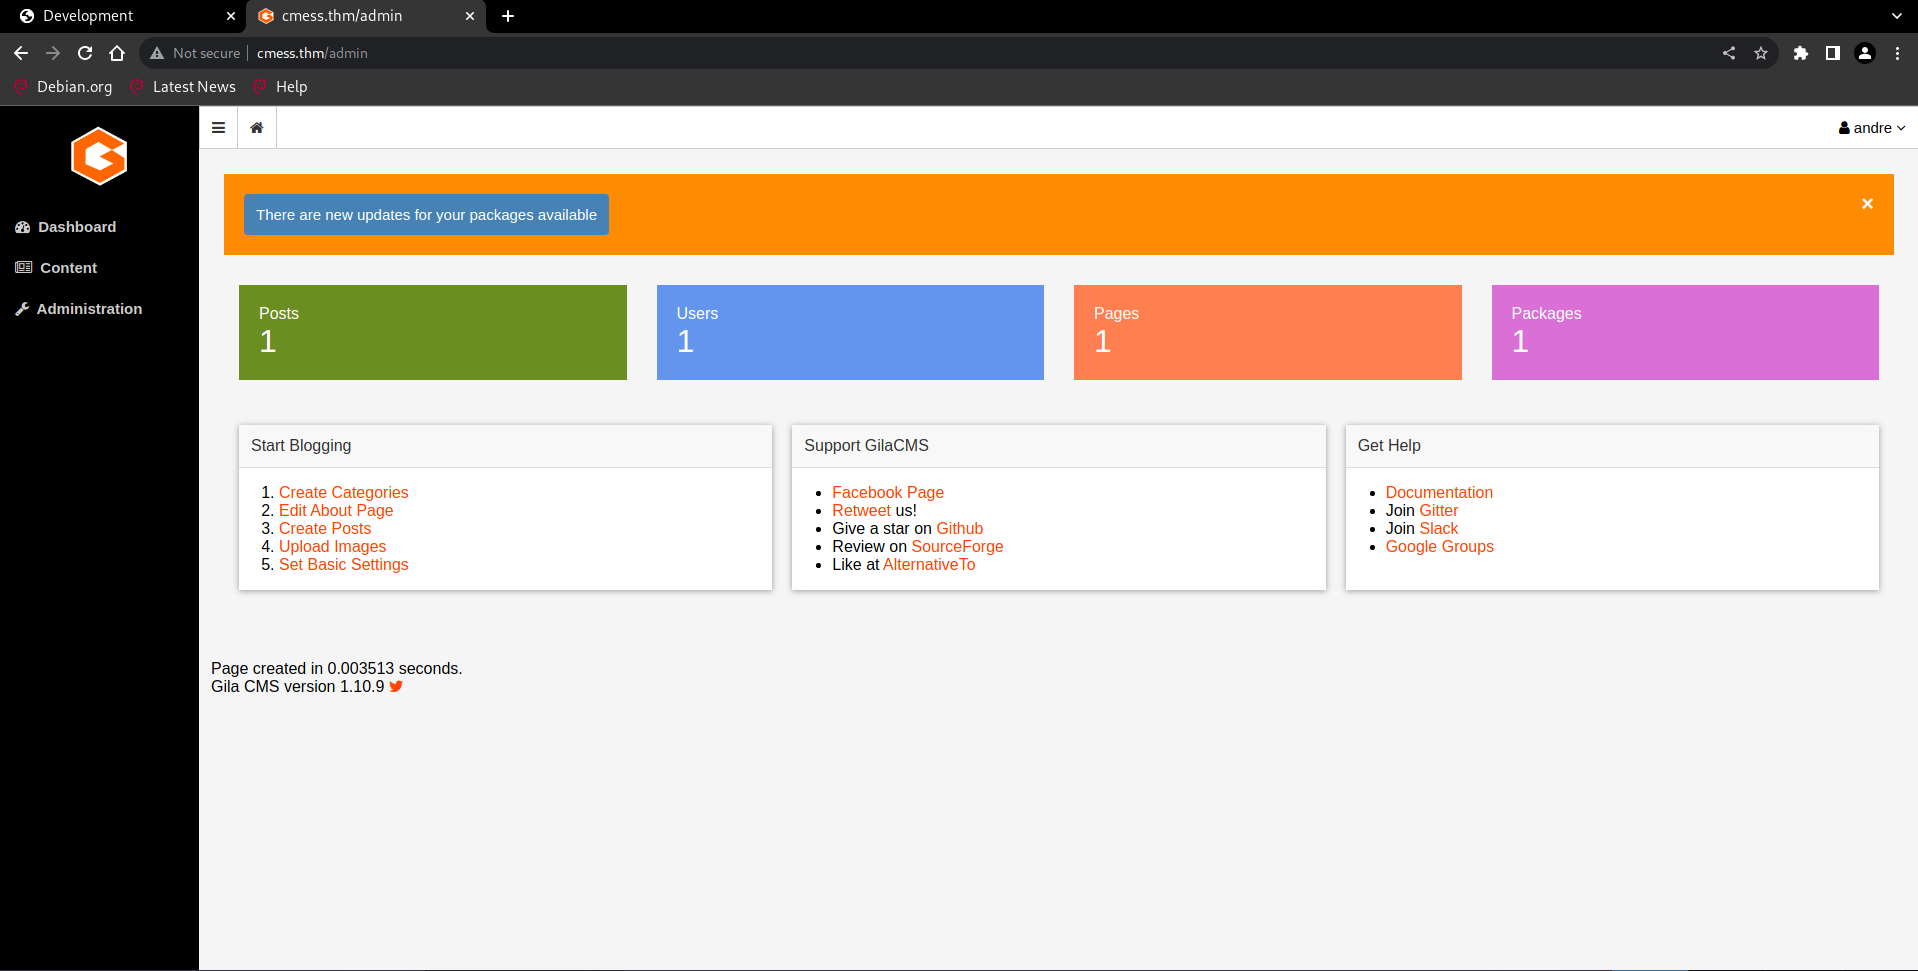 Development
cmess.thm/admin
Not secure
cmess.thm/admin
Debian.org
Latest News
Help
andre
Dashboard
Content
Administration
There are new updates for your packages available
×
Posts
1
Users
1
Pages
1
Packages
1
Start Blogging
1. Create Categories
2. Edit About Page
3. Create Posts
4. Upload Images
5. Set Basic Settings
Support GilaCMS
• Facebook Page
• Retweet us!
• Give a star on Github
• Review on SourceForge
• Like at AlternativeTo
Get Help
• Documentation
• Join Gitter
• Join Slack
• Google Groups
Page created in 0.003513 seconds.
Gila CMS version 1.10.9